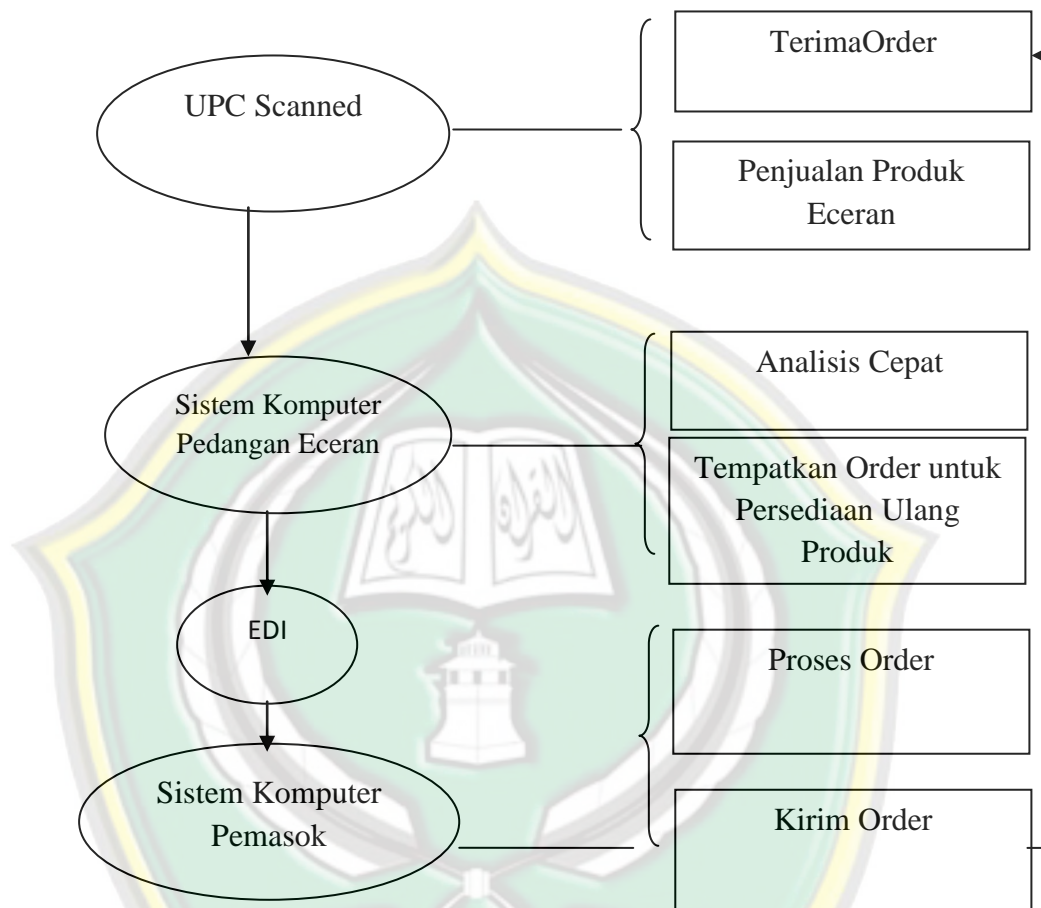 TerimaOrder
UPC Scanned
Penjualan Produk
Eceran
Analisis Cepat
Sistem Komputer
Pedangan Eceran
Tempatkan Order untuk
Persediaan Ulang
Produk
EDI
Proses Order
Sistem Komputer
Pemasok
Kirim Order